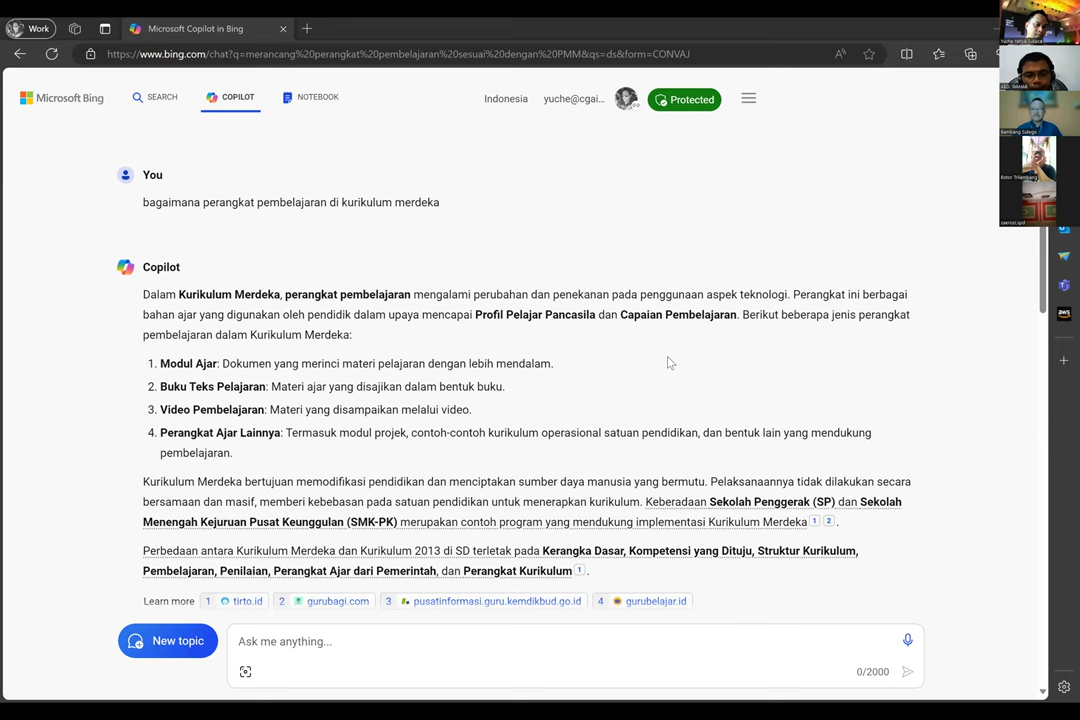 Work
Microsoft Copilot in Bing
https://www.bing.com/chat?q=merancang%20perangkat%20pembelajaran%20sesuai%20dengan%20PMM&qs=ds&form=CONVAJ
Microsoft Bing
SEARCH
COPILOT
NOTEBOOK
Indonesia
yuche@cgai...
Protected
You
bagaimana perangkat pembelajaran di kurikulum merdeka
Copilot
Dalam Kurikulum Merdeka, perangkat pembelajaran mengalami perubahan dan penekanan pada penggunaan aspek teknologi. Perangkat ini berbagai
bahan ajar yang digunakan oleh pendidik dalam upaya mencapai Profil Pelajar Pancasila dan Capaian Pembelajaran. Berikut beberapa jenis perangkat
pembelajaran dalam Kurikulum Merdeka:
1. Modul Ajar: Dokumen yang merinci materi pelajaran dengan lebih mendalam.
2. Buku Teks Pelajaran: Materi ajar yang disajikan dalam bentuk buku.
3. Video Pembelajaran: Materi yang disampaikan melalui video.
4. Perangkat Ajar Lainnya: Termasuk modul projek, contoh-contoh kurikulum operasional satuan pendidikan, dan bentuk lain yang mendukung
pembelajaran.
Kurikulum Merdeka bertujuan memodifikasi pendidikan dan menciptakan sumber daya manusia yang bermutu. Pelaksanaannya tidak dilakukan secara
bersamaan dan masif, memberi kebebasan pada satuan pendidikan untuk menerapkan kurikulum. Keberadaan Sekolah Penggerak (SP) dan Sekolah
Menengah Kejuruan Pusat Keunggulan (SMK-PK) merupakan contoh program yang mendukung implementasi Kurikulum Merdeka 1 2 .
Perbedaan antara Kurikulum Merdeka dan Kurikulum 2013 di SD terletak pada Kerangka Dasar, Kompetensi yang Dituju, Struktur Kurikulum,
Pembelajaran, Penilaian, Perangkat Ajar dari Pemerintah, dan Perangkat Kurikulum 1 .
Learn more 1 tirto.id 2 gurubagi.com 3 pusatinformasi.guru.kemdikbud.go.id 4 gurubelajar.id
New topic
Ask me anything...
0/2000
ABD. WAHAB
Bambang Sutego
Botor Trilambang